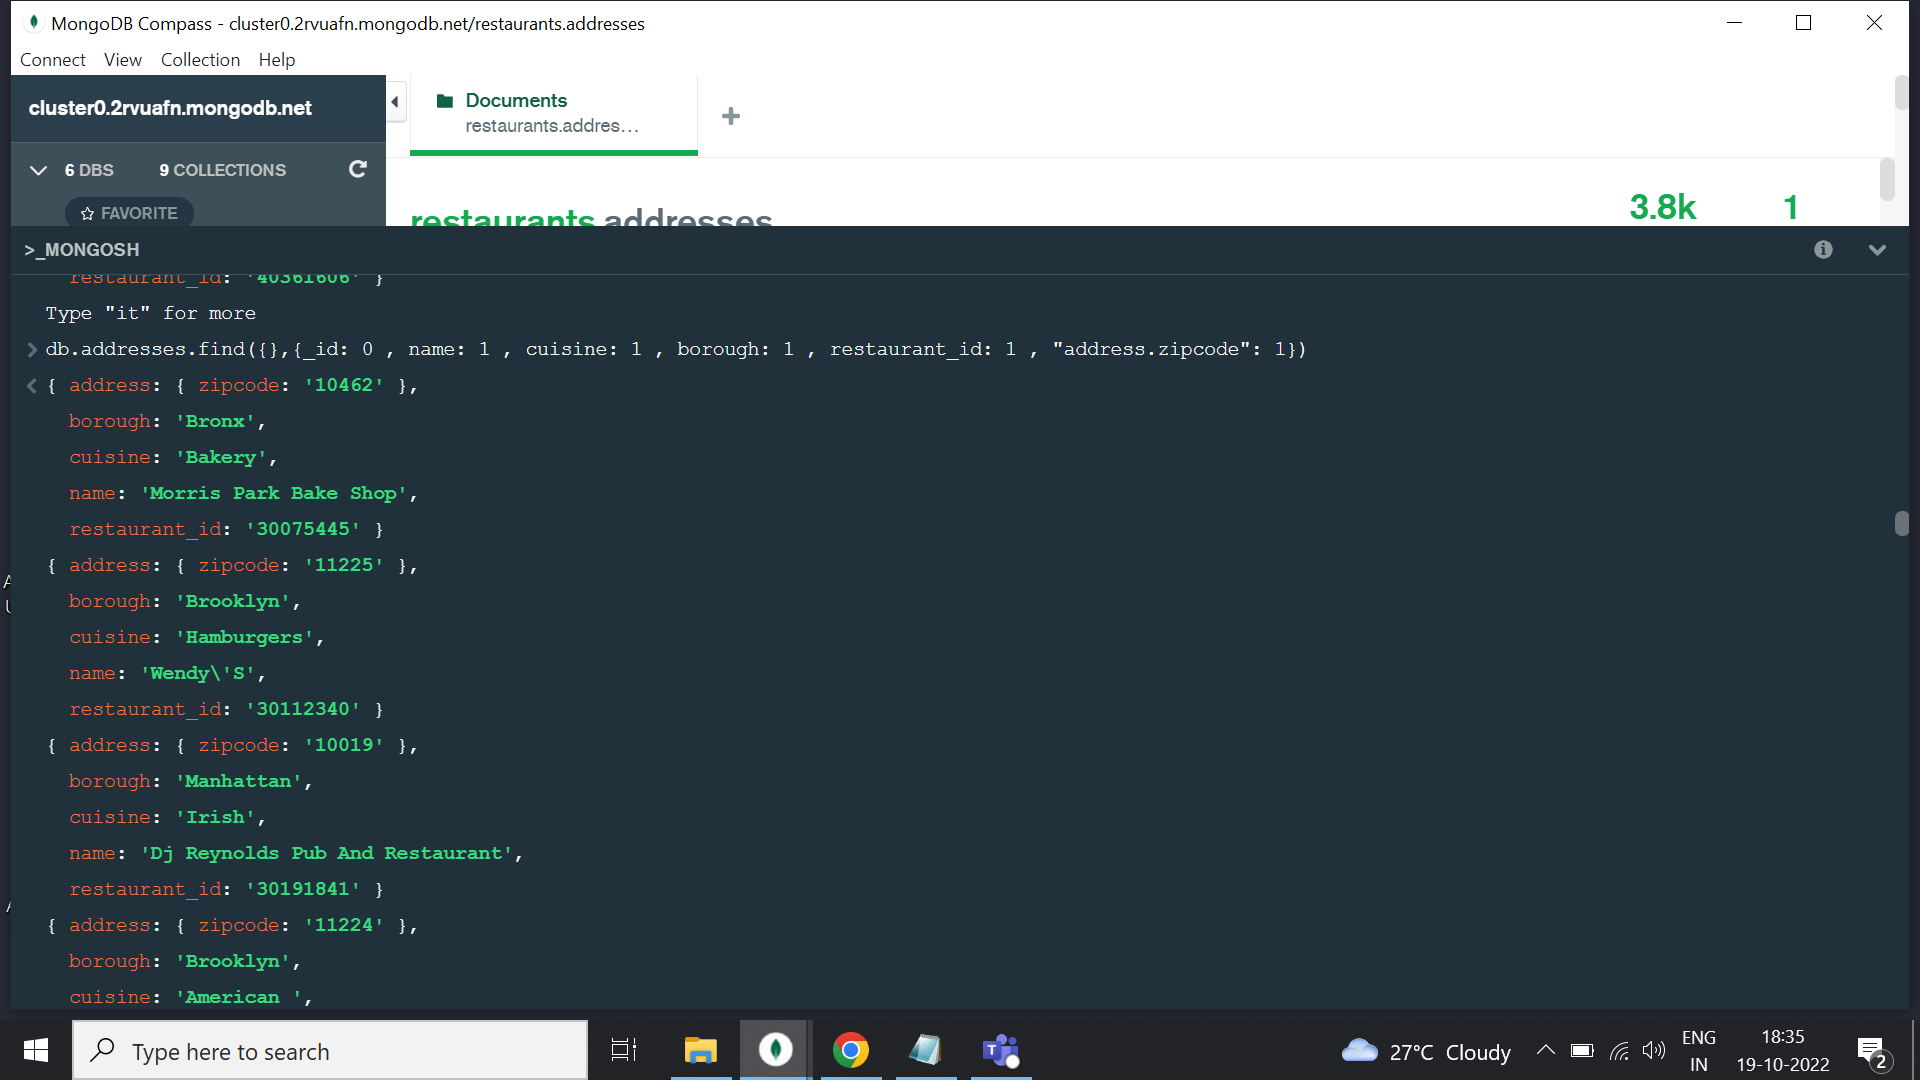 MongoDB Compass - cluster0.2rvuafn.mongodb.net/restaurants.addresses
Connect View Collection Help
cluster0.2rvuafn.mongodb.net
Documents
restaurants.addres...
6 DBS 9 COLLECTIONS
FAVORITE
restaurants.addresses
3.8k 1
>_MONGOSH
restaurant_id: '40361606' }
Type "it" for more
db.addresses.find({},{_id: 0 , name: 1 , cuisine: 1 , borough: 1 , restaurant_id: 1 , "address.zipcode": 1})
{ address: { zipcode: '10462' },
borough: 'Bronx',
cuisine: 'Bakery',
name: 'Morris Park Bake Shop',
restaurant_id: '30075445' }
{ address: { zipcode: '11225' },
borough: 'Brooklyn',
cuisine: 'Hamburgers',
name: 'Wendy\'S',
restaurant_id: '30112340' }
{ address: { zipcode: '10019' },
borough: 'Manhattan',
cuisine: 'Irish',
name: 'Dj Reynolds Pub And Restaurant',
restaurant_id: '30191841' }
{ address: { zipcode: '11224' },
borough: 'Brooklyn',
cuisine: 'American ',
Type here to search
27°C Cloudy
ENG
IN
18:35
19-10-2022
2